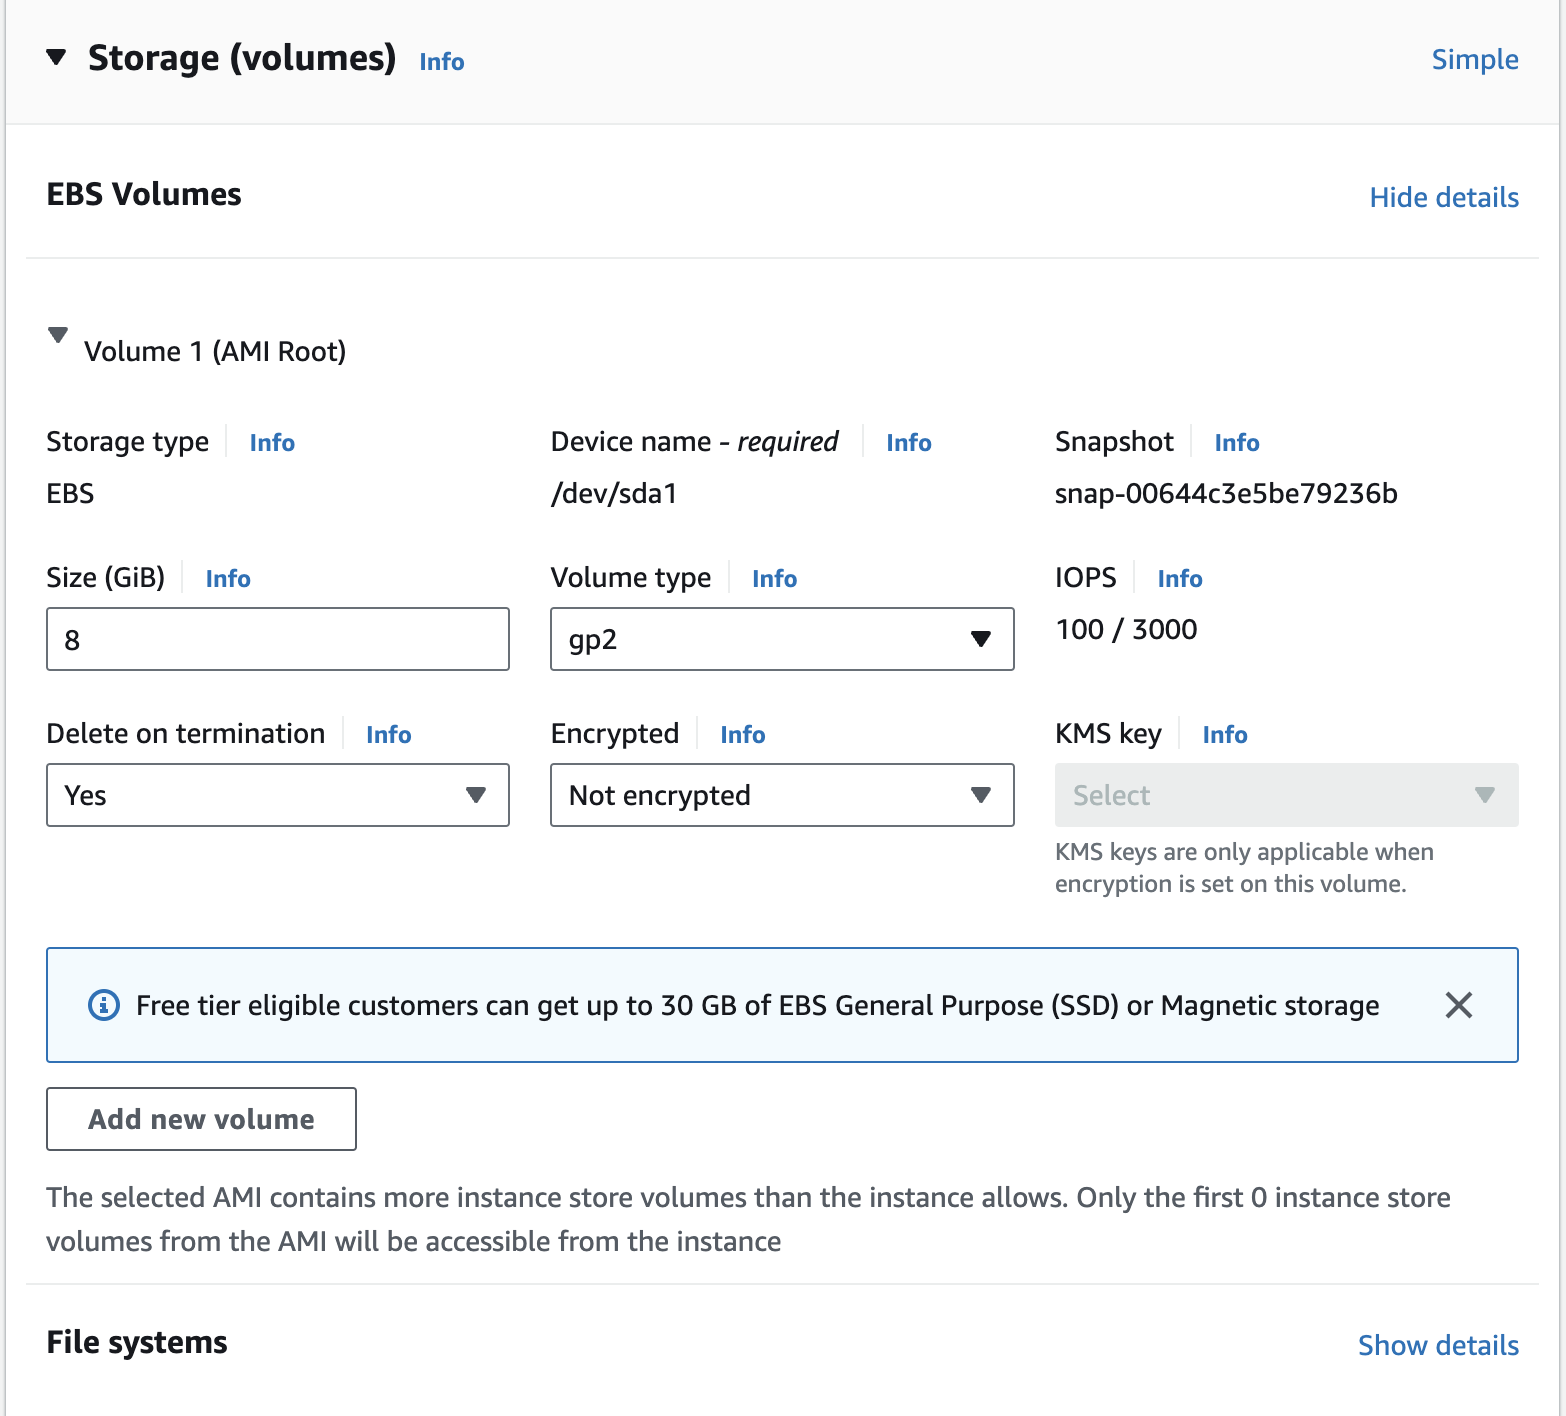 Storage (volumes) Info Simple
EBS Volumes Hide details
Volume 1 (AMI Root)
Storage type Info Device name - required Info Snapshot Info
EBS /dev/sda1 snap-00644c3e5be79236b
Size (GiB) Info Volume type Info IOPS Info
8 gp2 100 / 3000
Delete on termination Info Encrypted Info KMS key Info
Yes Not encrypted Select
KMS keys are only applicable when
encryption is set on this volume.
Free tier eligible customers can get up to 30 GB of EBS General Purpose (SSD) or Magnetic storage
Add new volume
The selected AMI contains more instance store volumes than the instance allows. Only the first 0 instance store
volumes from the AMI will be accessible from the instance
File systems Show details